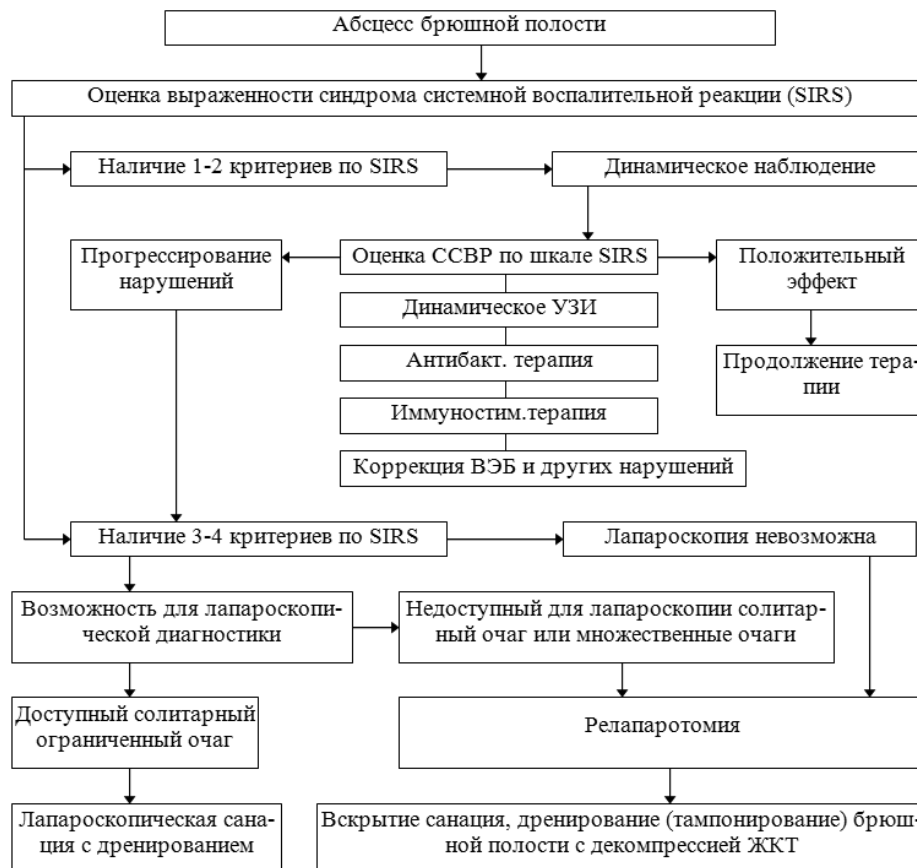 Абсцесс брюшной полости
Оценка выраженности синдрома системной воспалительной реакции (SIRS)
Наличие 1-2 критериев по SIRS
Динамическое наблюдение
Прогрессирование
нарушений
Оценка ССВР по шкале SIRS
Положительный
эффект
Динамическое УЗИ
Антибакт. терапия
Продолжение тера-
пии
Иммуностим.терапия
Коррекция ВЭБ и других нарушений
Наличие 3-4 критериев по SIRS
Лапароскопия невозможна
Возможность для лапароскопи-
ческой диагностики
Недоступный для лапароскопии солитар-
ный очаг или множественные очаги
Доступный солитарный
ограниченный очаг
Релапаротомия
Лапароскопическая сана-
ция с дренированием
Вскрытие санация, дренирование (тампонирование) брюш-
ной полости с декомпрессией ЖКТ